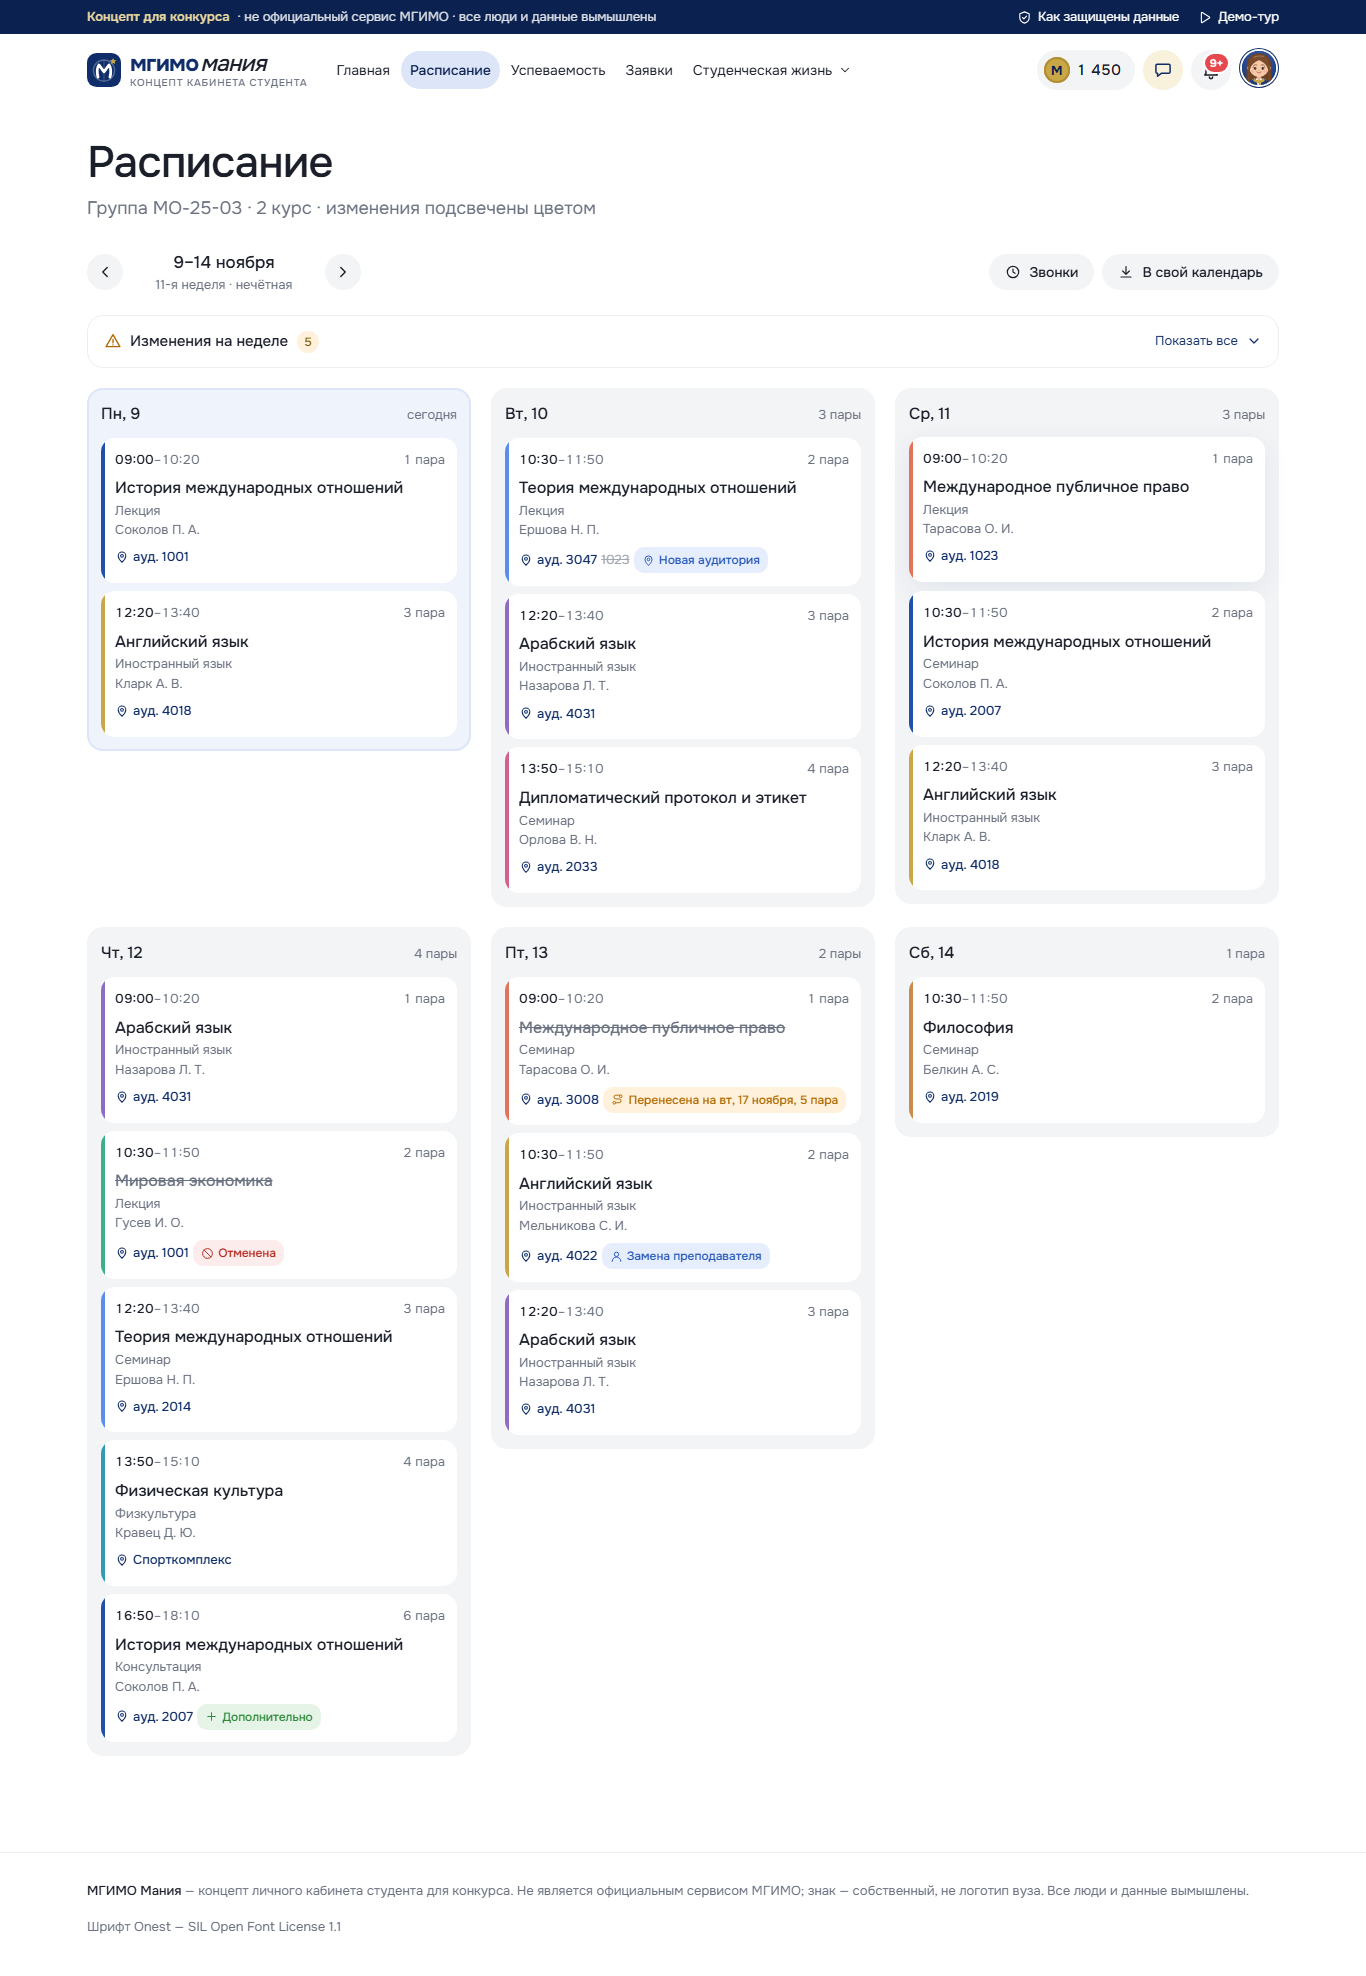 Концепт для конкурса · не официальный сервис МГИМО · все люди и данные вымышлены
Как защищены данные
Демо-тур
М
МГИМО Мания
КОНЦЕПТ КАБИНЕТА СТУДЕНТА
Главная
Расписание
Успеваемость
Заявки
Студенческая жизнь
М 1 450
9+
Расписание
Группа МО-25-03 · 2 курс · изменения подсвечены цветом
9–14 ноября
11-я неделя · нечётная
Звонки
В свой календарь
Изменения на неделе 5
Показать все
Пн, 9 сегодня
09:00–10:20 1 пара
История международных отношений
Лекция
Соколов П. А.
ауд. 1001
12:20–13:40 3 пара
Английский язык
Иностранный язык
Кларк А. В.
ауд. 4018
Вт, 10 3 пары
10:30–11:50 2 пара
Теория международных отношений
Лекция
Ершова Н. П.
ауд. 3047 1023 Новая аудитория
12:20–13:40 3 пара
Арабский язык
Иностранный язык
Назарова Л. Т.
ауд. 4031
13:50–15:10 4 пара
Дипломатический протокол и этикет
Семинар
Орлова В. Н.
ауд. 2033
Ср, 11 3 пары
09:00–10:20 1 пара
Международное публичное право
Лекция
Тарасова О. И.
ауд. 1023
10:30–11:50 2 пара
История международных отношений
Семинар
Соколов П. А.
ауд. 2007
12:20–13:40 3 пара
Английский язык
Иностранный язык
Кларк А. В.
ауд. 4018
Чт, 12 4 пары
09:00–10:20 1 пара
Арабский язык
Иностранный язык
Назарова Л. Т.
ауд. 4031
10:30–11:50 2 пара
Мировая экономика
Лекция
Гусев И. О.
ауд. 1001 Отменена
12:20–13:40 3 пара
Теория международных отношений
Семинар
Ершова Н. П.
ауд. 2014
13:50–15:10 4 пара
Физическая культура
Физкультура
Кравец Д. Ю.
Спорткомплекс
16:50–18:10 6 пара
История международных отношений
Консультация
Соколов П. А.
ауд. 2007 Дополнительно
Пт, 13 2 пары
09:00–10:20 1 пара
Международное публичное право
Семинар
Тарасова О. И.
ауд. 3008 Перенесена на вт, 17 ноября, 5 пара
10:30–11:50 2 пара
Английский язык
Иностранный язык
Мельникова С. И.
ауд. 4022 Замена преподавателя
12:20–13:40 3 пара
Арабский язык
Иностранный язык
Назарова Л. Т.
ауд. 4031
Сб, 14 1 пара
10:30–11:50 2 пара
Философия
Семинар
Белкин А. С.
ауд. 2019
МГИМО Мания — концепт личного кабинета студента для конкурса. Не является официальным сервисом МГИМО; знак — собственный, не логотип вуза. Все люди и данные вымышлены.
Шрифт Onest — SIL Open Font License 1.1